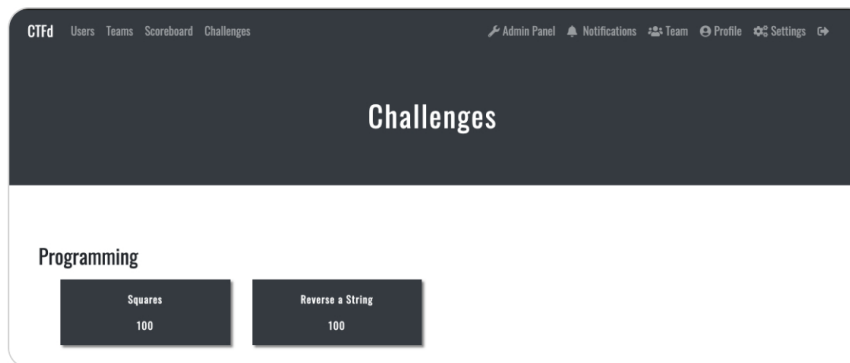 CTFd Users Teams Scoreboard Challenges Admin Panel Notifications Team Profile Settings
Challenges
Programming
Squares Reverse a String
100 100